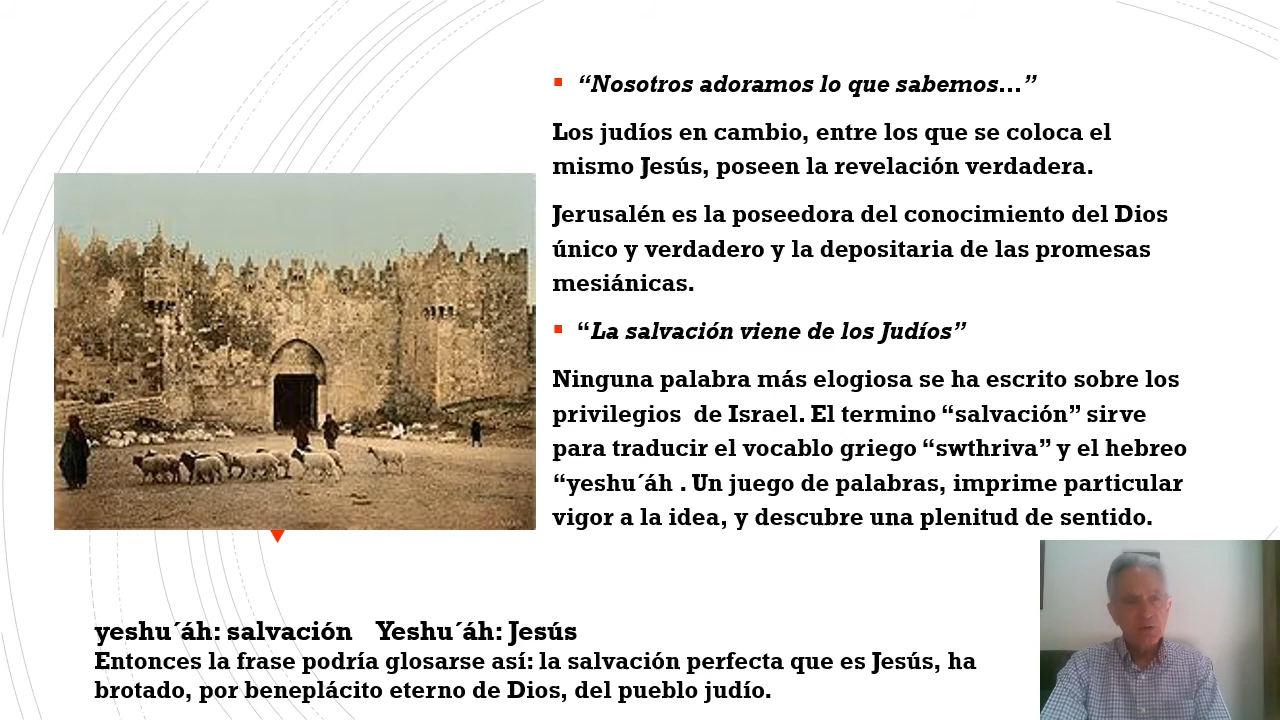 “Nosotros adoramos lo que sabemos...”
Los judíos en cambio, entre los que se coloca el
mismo Jesús, poseen la revelación verdadera.
Jerusalén es la poseedora del conocimiento del Dios
único y verdadero y la depositaria de las promesas
mesiánicas.
“La salvación viene de los Judíos”
Ninguna palabra más elogiosa se ha escrito sobre los
privilegios  de Israel. El termino “salvación” sirve
para traducir el vocablo griego “swthriva” y el hebreo
“yeshu´áh . Un juego de palabras, imprime particular
vigor a la idea, y descubre una plenitud de sentido.
yeshu´áh: salvación   Yeshu´áh: Jesús
Entonces la frase podría glosarse así: la salvación perfecta que es Jesús, ha
brotado, por beneplácito eterno de Dios, del pueblo judío.